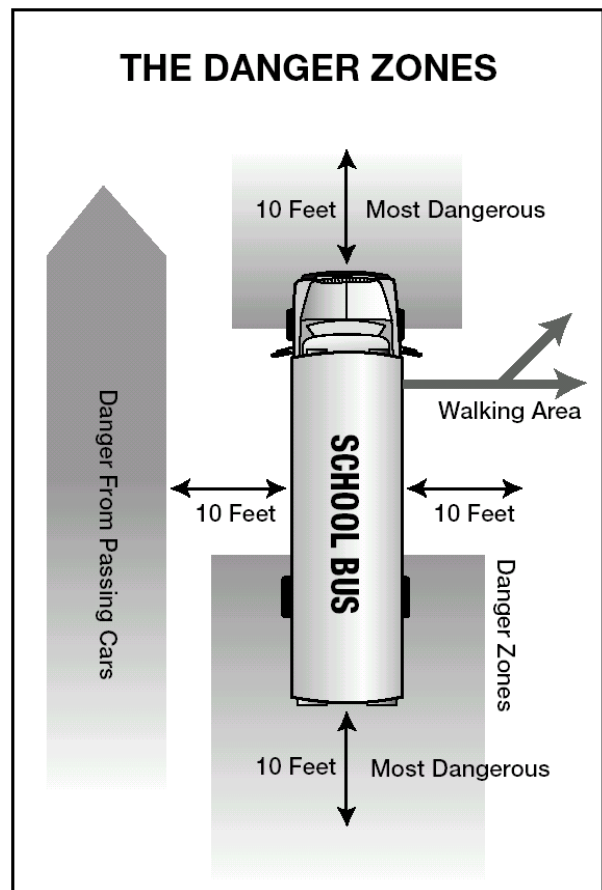 THE DANGER ZONES
10 Feet
Most Dangerous
Walking Area
Danger From Passing Cars
SCHOOL BUS
10 Feet
10 Feet
Danger Zones
10 Feet
Most Dangerous